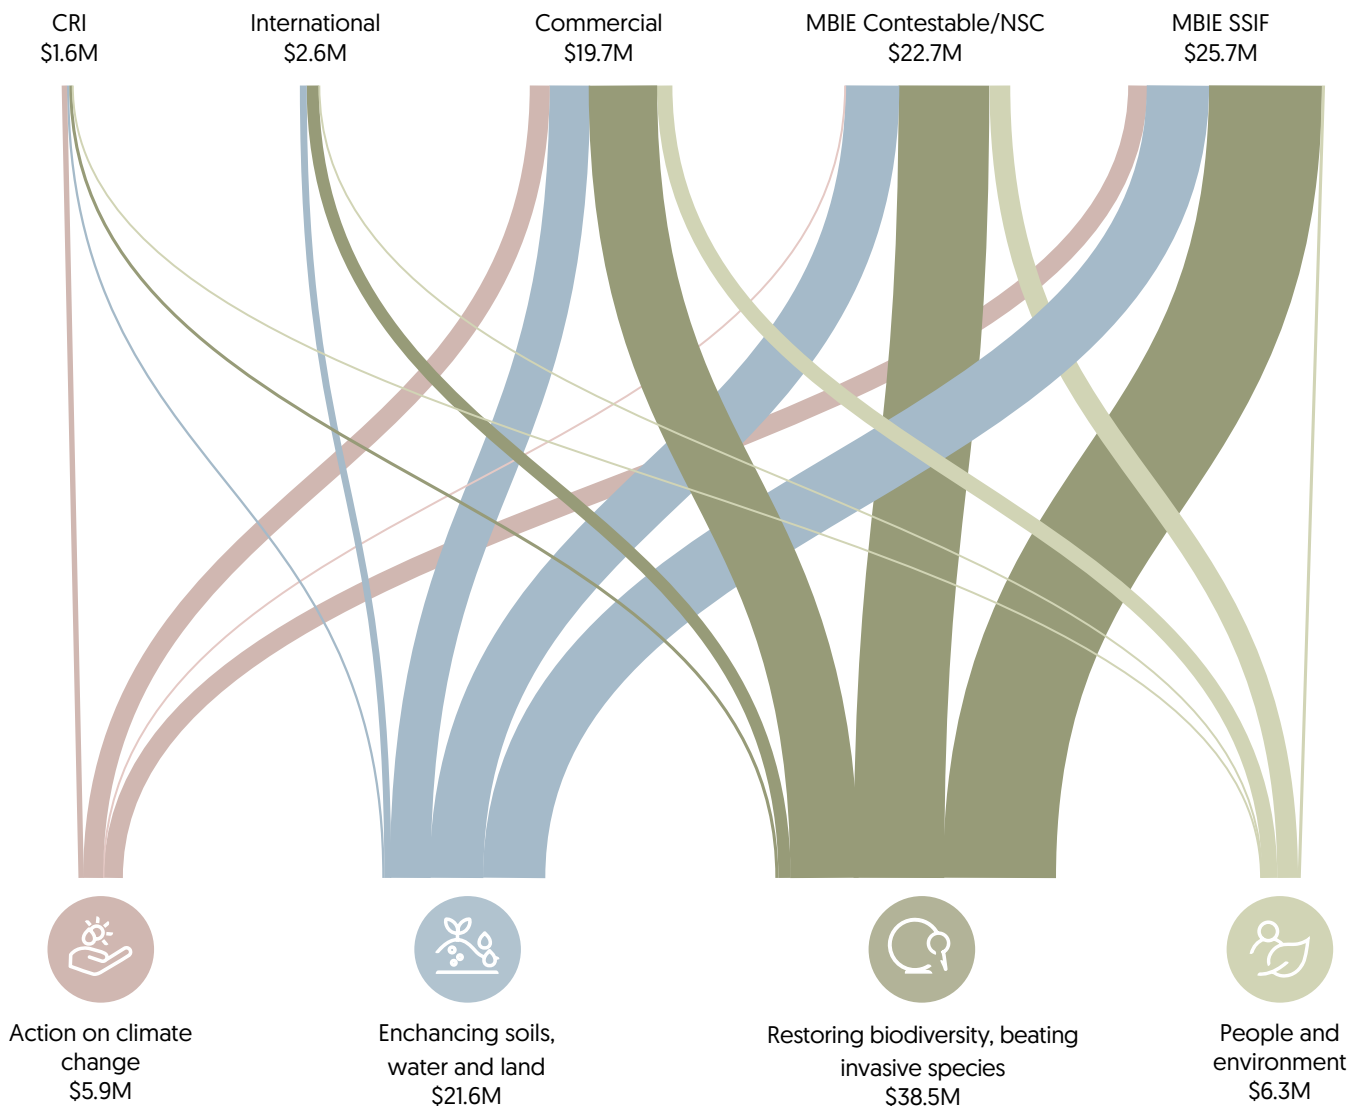 CRI
$1.6M
International
$2.6M
Commercial
$19.7M
MBIE Contestable/NSC
$22.7M
MBIE SSIF
$25.7M
Action on climate
change
$5.9M
Enchancing soils,
water and land
$21.6M
Restoring biodiversity, beating
invasive species
$38.5M
People and
environment
$6.3M